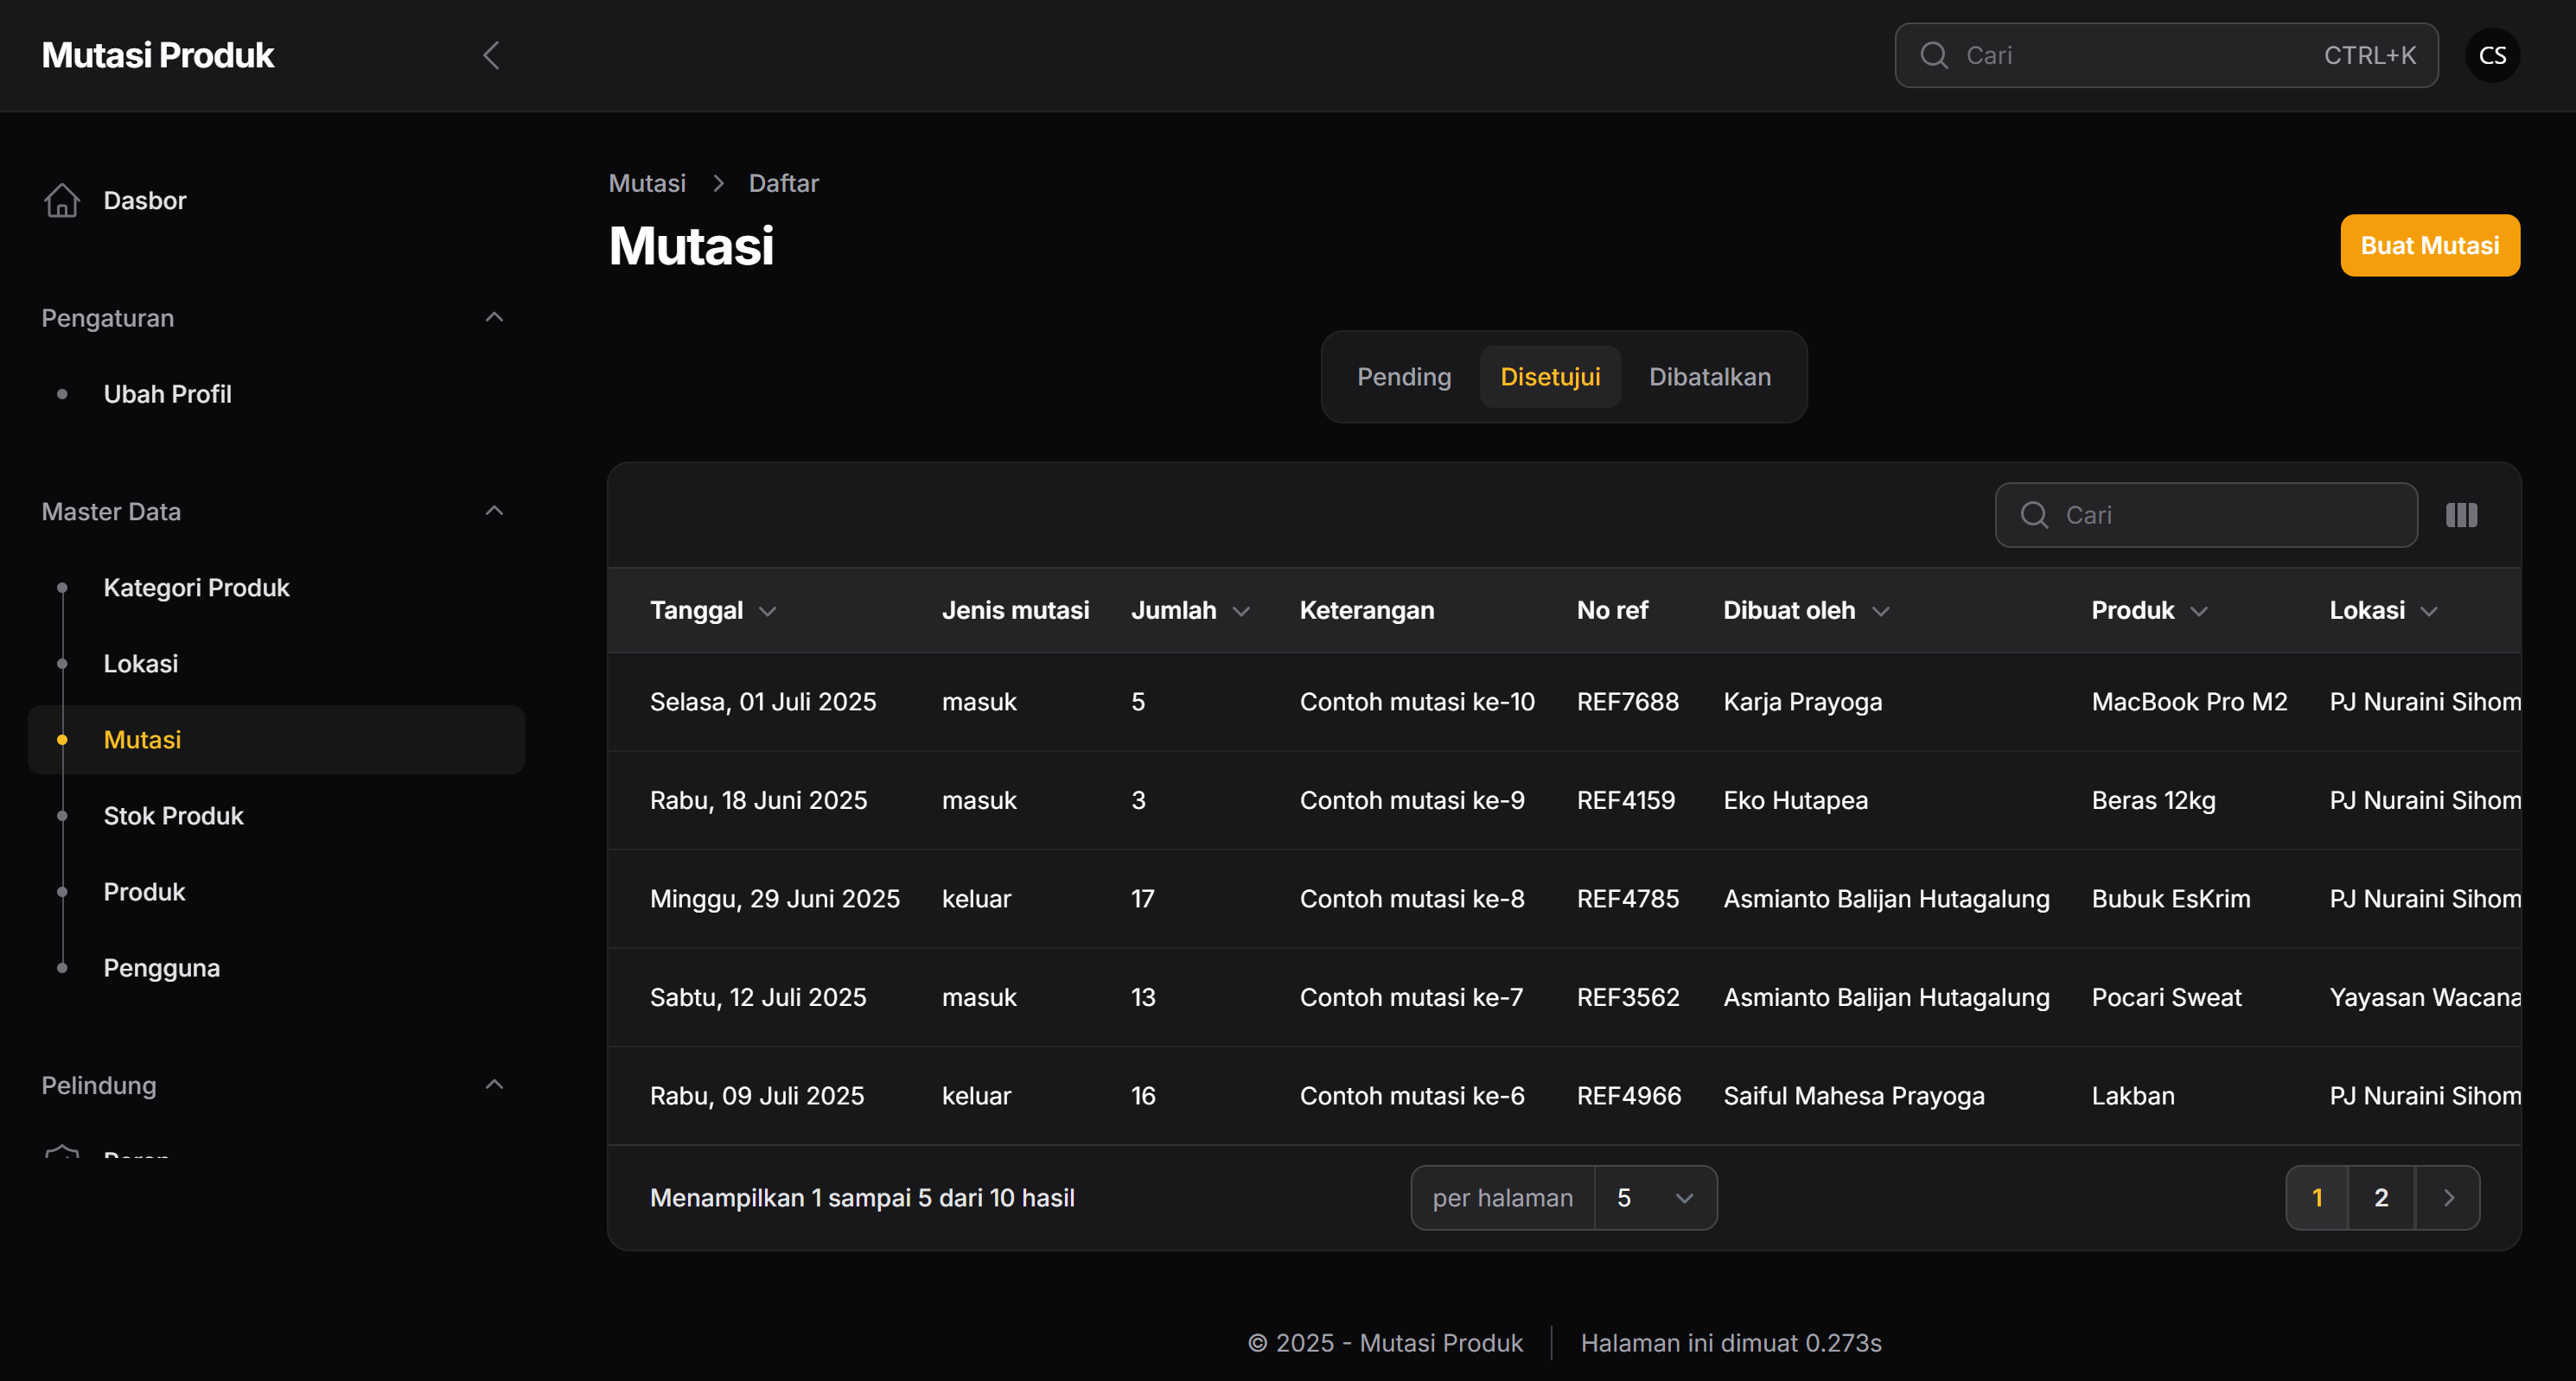 Mutasi Produk
Cari CTRL+K CS
Dasbor
Pengaturan
Ubah Profil
Master Data
Kategori Produk
Lokasi
Mutasi
Stok Produk
Produk
Pengguna
Pelindung
Mutasi > Daftar
Mutasi
Buat Mutasi
Pending Disetujui Dibatalkan
Cari
Tanggal Jenis mutasi Jumlah Keterangan No ref Dibuat oleh Produk Lokasi
Selasa, 01 Juli 2025 masuk 5 Contoh mutasi ke-10 REF7688 Karja Prayoga MacBook Pro M2 PJ Nuraini Sihom
Rabu, 18 Juni 2025 masuk 3 Contoh mutasi ke-9 REF4159 Eko Hutapea Beras 12kg PJ Nuraini Sihom
Minggu, 29 Juni 2025 keluar 17 Contoh mutasi ke-8 REF4785 Asmianto Balijan Hutagalung Bubuk EsKrim PJ Nuraini Sihom
Sabtu, 12 Juli 2025 masuk 13 Contoh mutasi ke-7 REF3562 Asmianto Balijan Hutagalung Pocari Sweat Yayasan Wacana
Rabu, 09 Juli 2025 keluar 16 Contoh mutasi ke-6 REF4966 Saiful Mahesa Prayoga Lakban PJ Nuraini Sihom
Menampilkan 1 sampai 5 dari 10 hasil per halaman 5 1 2
© 2025 - Mutasi Produk Halaman ini dimuat 0.273s